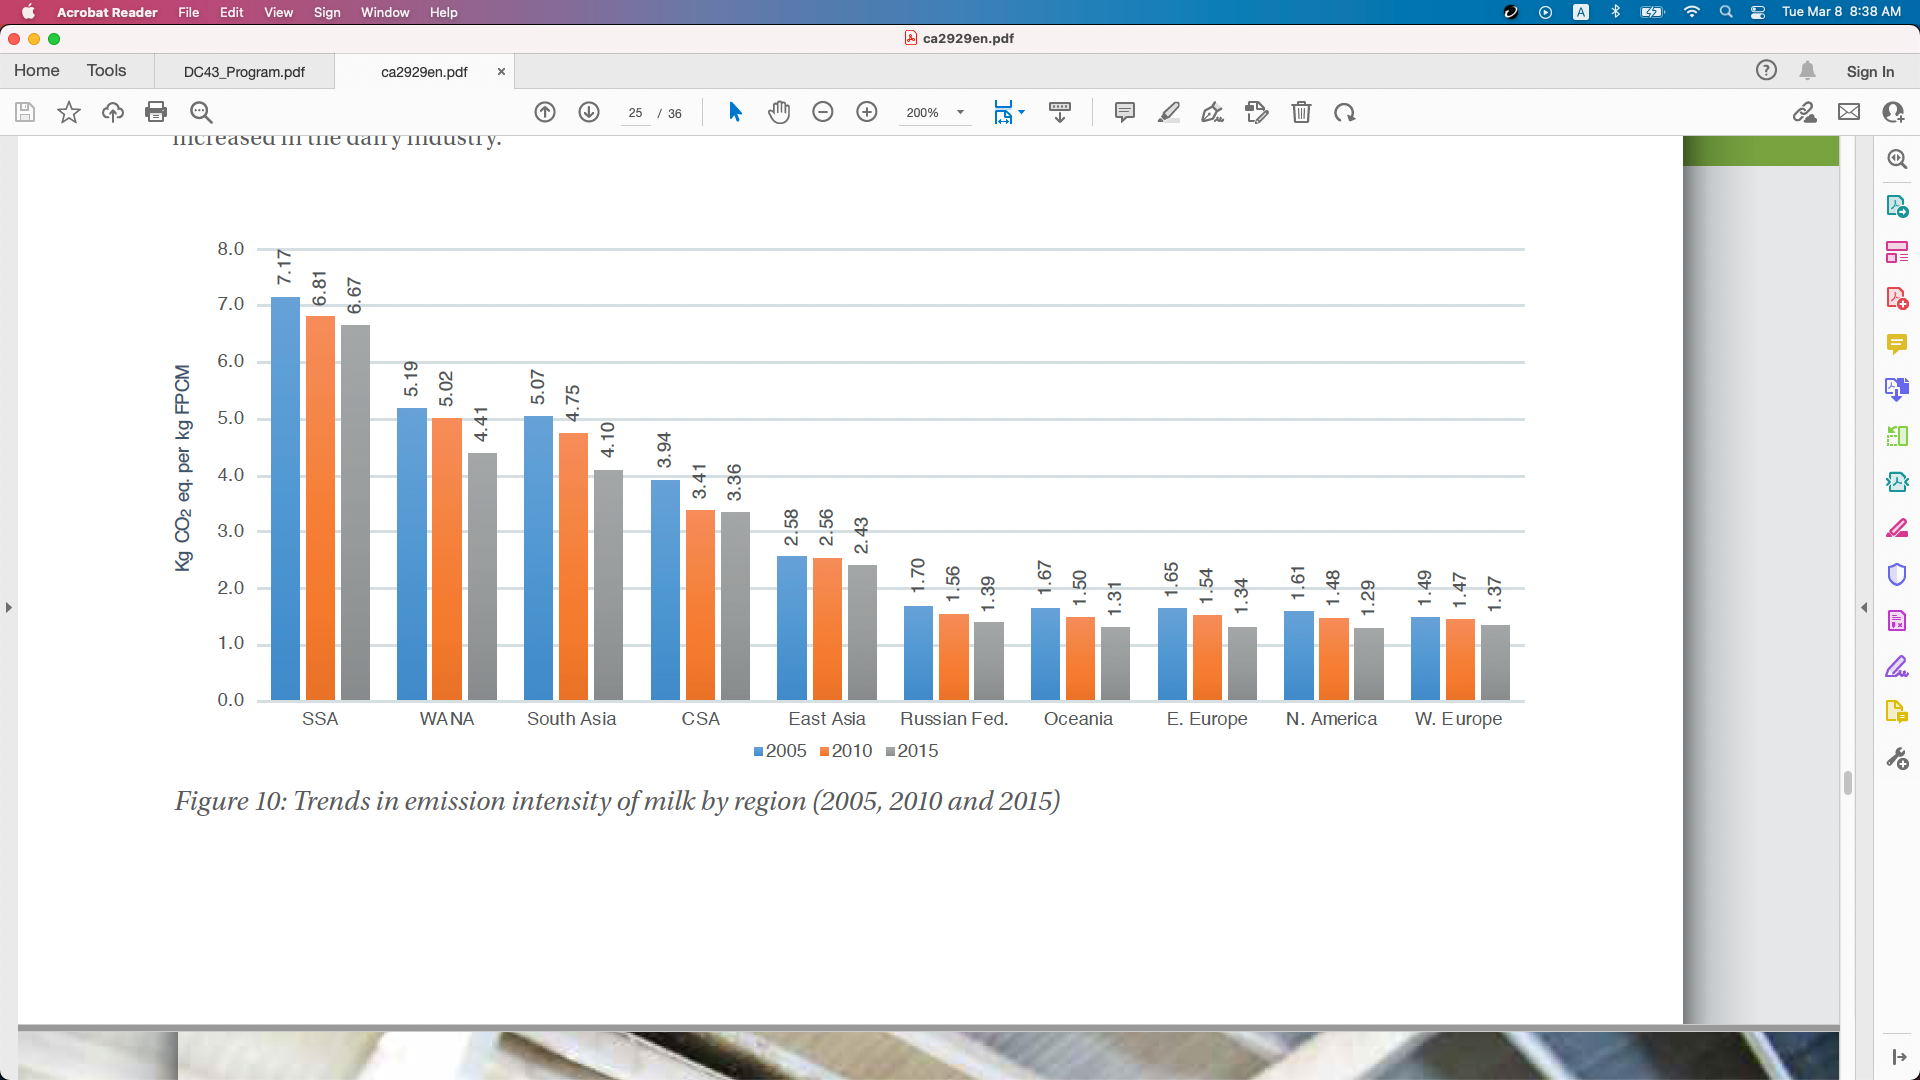 Acrobat Reader File Edit View Sign Window Help
A
Tue Mar 8 8:38 AM
ca2929en.pdf
Home Tools DC43_Program.pdf ca2929en.pdf × Sign In
25 / 36 200%
increased in the dairy industry.
Kg CO₂ eq. per kg FPCM
8.0
7.0
6.0
5.0
4.0
3.0
2.0
1.0
0.0
7.17 6.81 6.67
5.19 5.02 4.41
5.07 4.75 4.10
3.94 3.41 3.36
2.58 2.56 2.43
1.70 1.56 1.39
1.67 1.50 1.31
1.65 1.54 1.34
1.61 1.48 1.29
1.49 1.47 1.37
SSA WANA South Asia CSA East Asia Russian Fed. Oceania E. Europe N. America W. Europe
2005 2010 2015
Figure 10: Trends in emission intensity of milk by region (2005, 2010 and 2015)